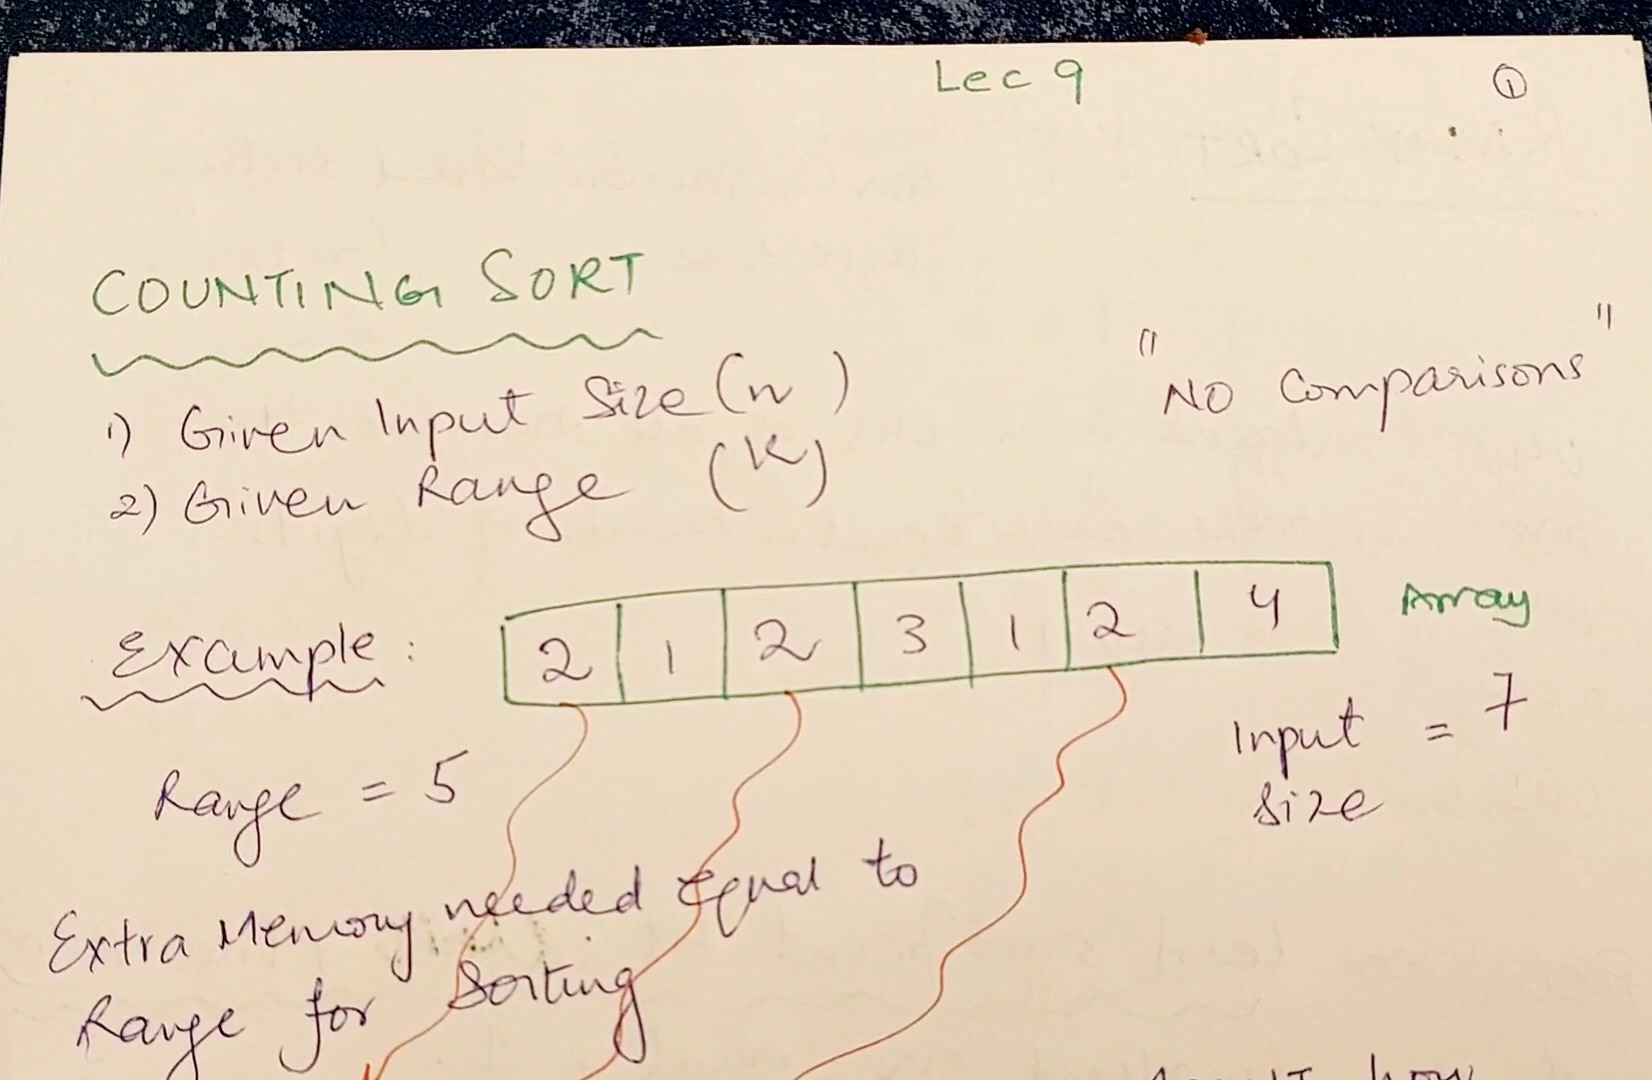 Lec 9
1
COUNTING SORT
1) Given Input Size (n)
2) Given Range (K)
"No Comparisons"
Example:
2 1 2 3 1 2 4
Array
Range = 5
Input Size = 7
Extra Memory needed equal to
Range for Sorting
how